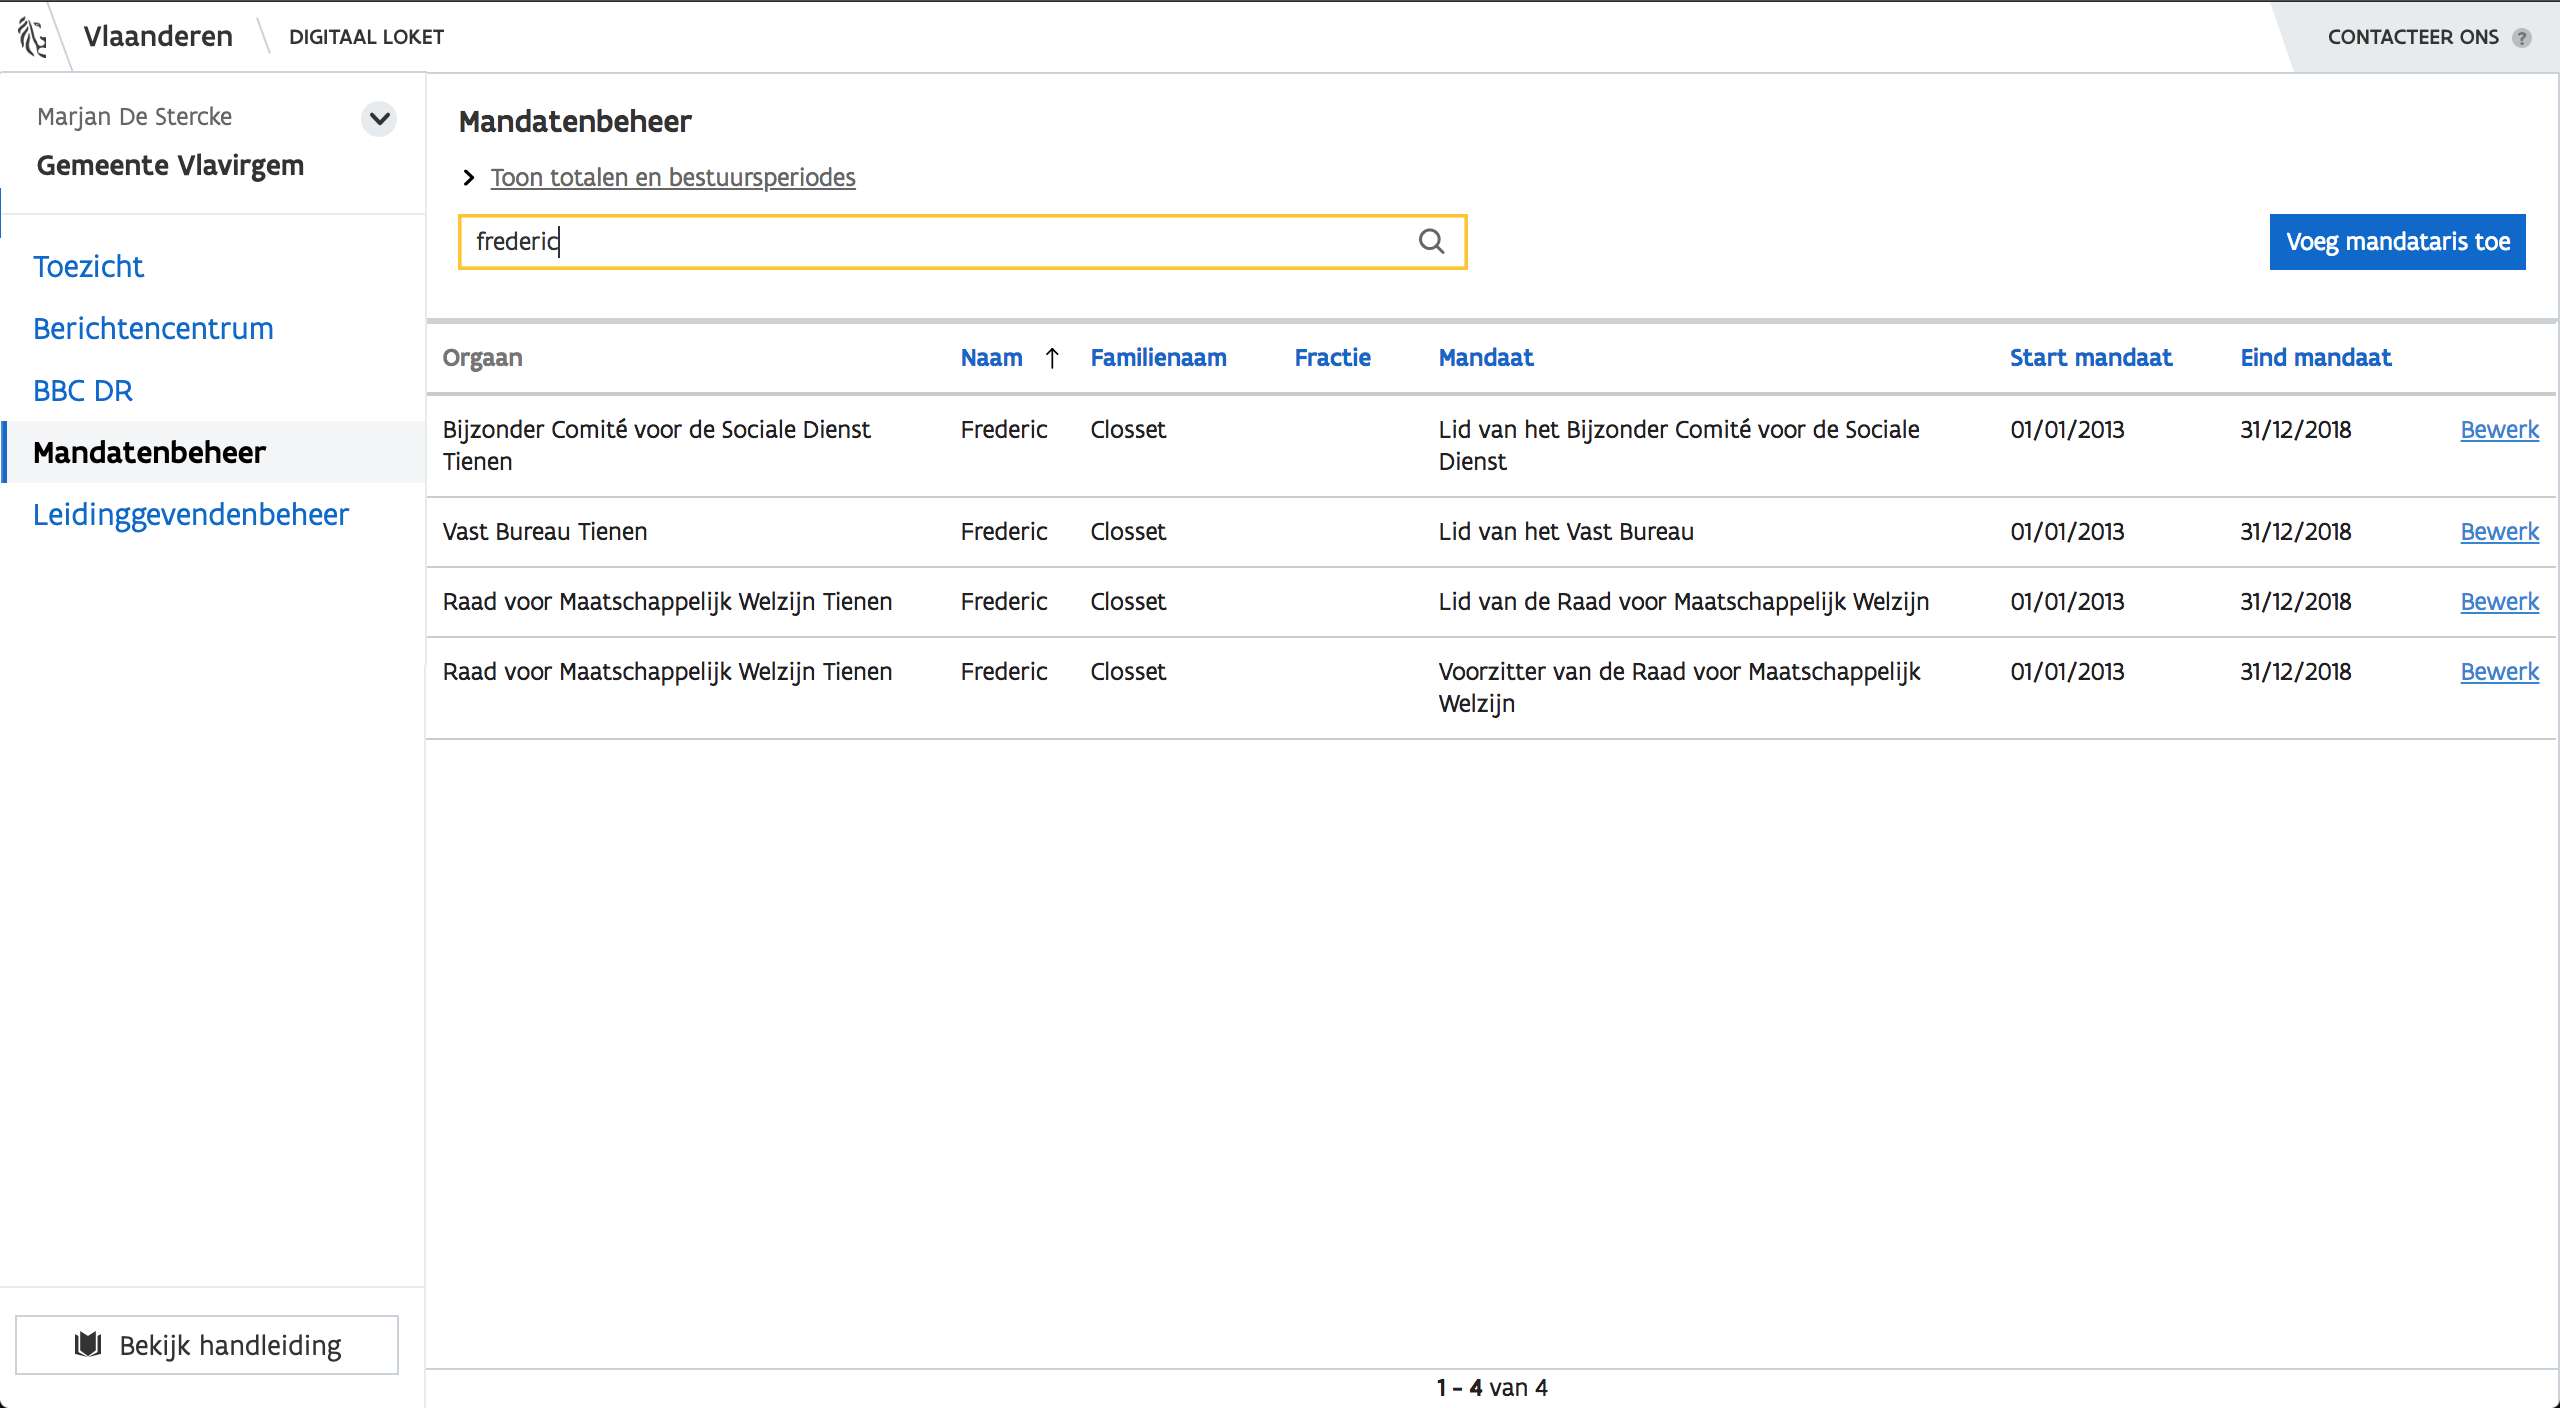 Vlaanderen
DIGITAAL LOKET
CONTACTEER ONS ?
Marjan De Stercke
Gemeente Vlavirgem
Toezicht
Berichtencentrum
BBC DR
Mandatenbeheer
Leidinggevendenbeheer
Bekijk handleiding
Mandatenbeheer
Toon totalen en bestuursperiodes
frederic
Voeg mandataris toe
Orgaan Naam ↑ Familienaam Fractie Mandaat Start mandaat Eind mandaat
Bijzonder Comité voor de Sociale Dienst Frederic Closset Lid van het Bijzonder Comité voor de Sociale 01/01/2013 31/12/2018 Bewerk
Tienen Dienst
Vast Bureau Tienen Frederic Closset Lid van het Vast Bureau 01/01/2013 31/12/2018 Bewerk
Raad voor Maatschappelijk Welzijn Tienen Frederic Closset Lid van de Raad voor Maatschappelijk Welzijn 01/01/2013 31/12/2018 Bewerk
Raad voor Maatschappelijk Welzijn Tienen Frederic Closset Voorzitter van de Raad voor Maatschappelijk 01/01/2013 31/12/2018 Bewerk
Welzijn
1 - 4 van 4